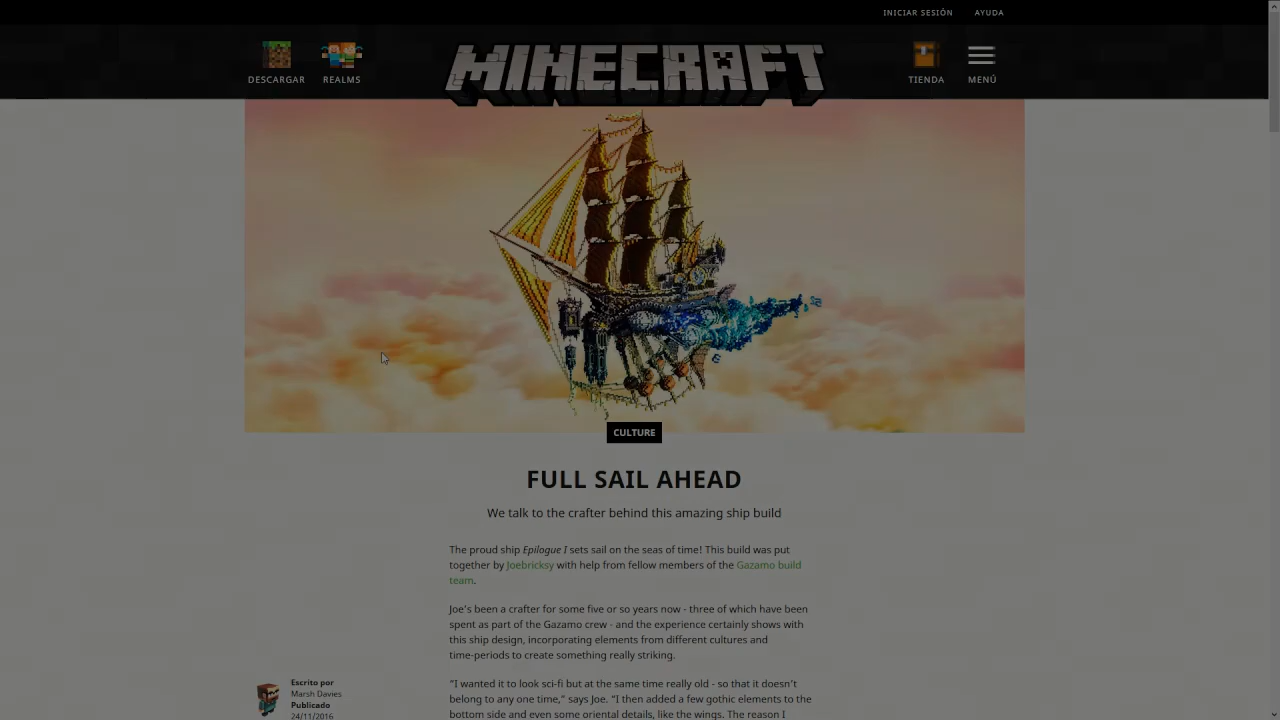 INICIAR SESIÓN AYUDA
DESCARGAR REALMS MINECRAFT TIENDA MENÚ
CULTURE
FULL SAIL AHEAD
We talk to the crafter behind this amazing ship build
The proud ship Epilogue I sets sail on the seas of time! This build was put
together by Joebricksy with help from fellow members of the Gazamo build
team.
Joe's been a crafter for some five or so years now - three of which have been
spent as part of the Gazamo crew - and the experience certainly shows with
this ship design, incorporating elements from different cultures and
time-periods to create something really striking.
Escrito por
Marsh Davies
Publicado
24/11/2016
"I wanted it to look sci-fi but at the same time really old - so that it doesn't
belong to any one time," says Joe. "I then added a few gothic elements to the
bottom side and even some oriental details, like the wings. The reason I